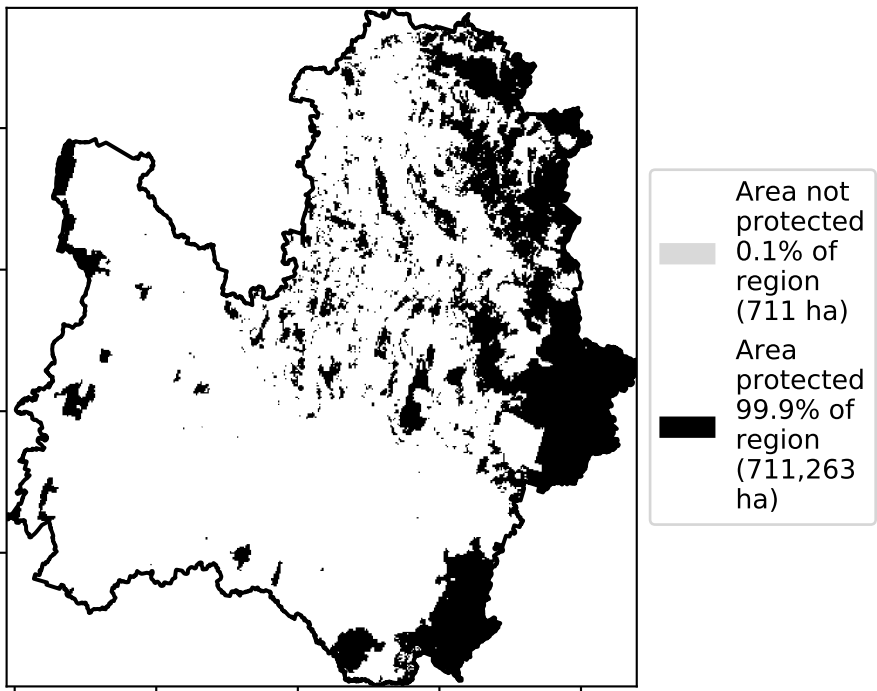 Area not
protected
0.1% of
region
(711 ha)
Area
protected
99.9% of
region
(711,263
ha)